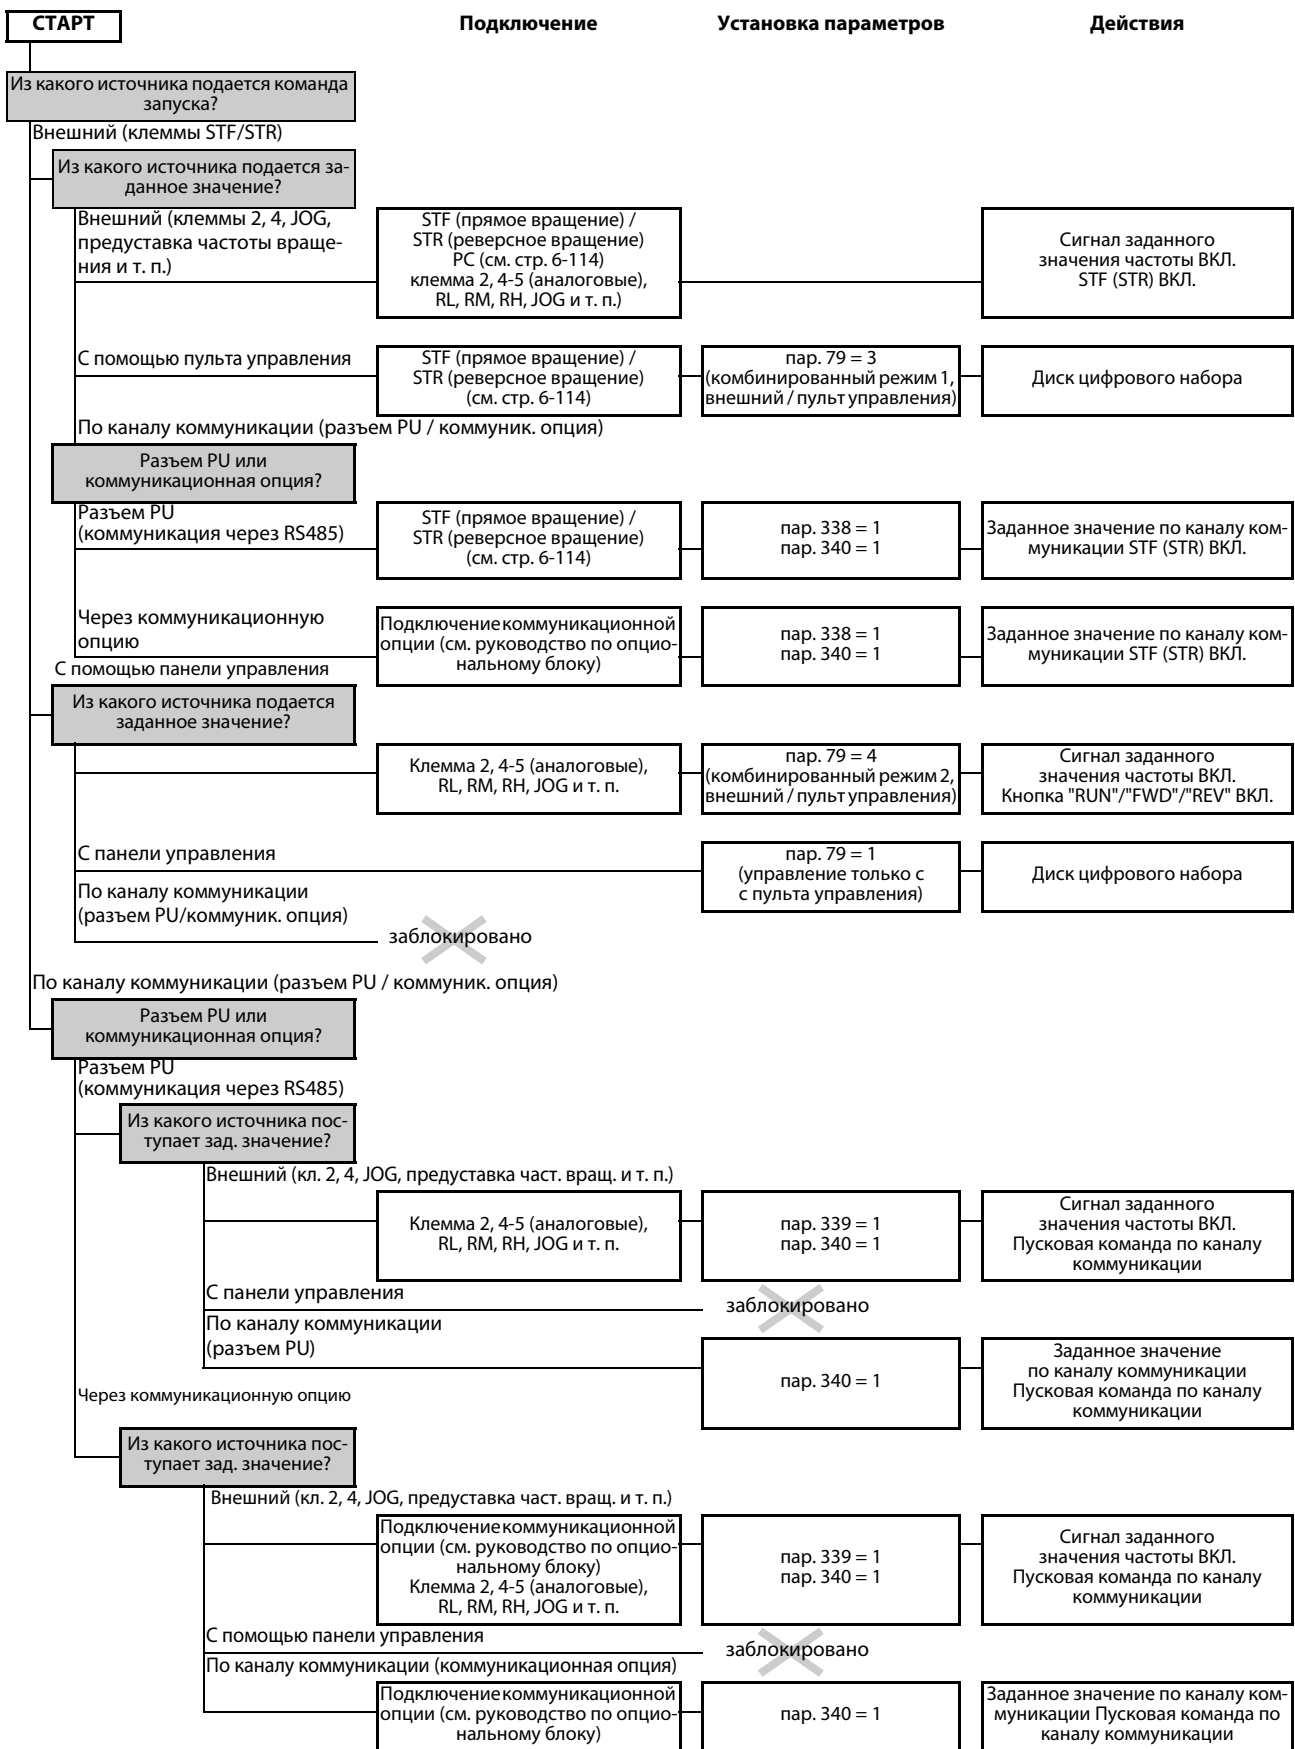 СТАРТ
Подключение
Установка параметров
Действия
Из какого источника подается команда
запуска?
Внешний (клеммы STF/STR)
Из какого источника подается за-
данное значение?
Внешний (клеммы 2, 4, JOG,
предуставка частоты враще-
ния и т. п.)
STF (прямое вращение) /
STR (реверсное вращение)
PC (см. стр. 6-114)
клемма 2, 4-5 (аналоговые),
RL, RM, RH, JOG и т. п.)
Сигнал заданного
значения частоты ВКЛ.
STF (STR) ВКЛ.
С помощью пульта управления
STF (прямое вращение) /
STR (реверсное вращение)
(см. стр. 6-114)
пар. 79 = 3
(комбинированный режим 1,
внешний / пульт управления)
Диск цифрового набора
По каналу коммуникации (разъем PU / коммуник. опция)
Разъем PU или
коммуникационная опция?
Разъем PU
(коммуникация через RS485)
STF (прямое вращение) /
STR (реверсное вращение)
(см. стр. 6-114)
пар. 338 = 1
пар. 340 = 1
Заданное значение по каналу ком-
муникации STF (STR) ВКЛ.
Через коммуникационную
опцию
Подключение коммуникационной
опции (см. руководство по опцио-
нальному блоку)
пар. 338 = 1
пар. 340 = 1
Заданное значение по каналу ком-
муникации STF (STR) ВКЛ.
С помощью панели управления
Из какого источника подается
заданное значение?
Клемма 2, 4-5 (аналоговые),
RL, RM, RH, JOG и т. п.
пар. 79 = 4
(комбинированный режим 2,
внешний / пульт управления)
Сигнал заданного
значения частоты ВКЛ.
Кнопка "RUN"/"FWD"/"REV" ВКЛ.
С панели управления
пар. 79 = 1
(управление только с
с пульта управления)
Диск цифрового набора
По каналу коммуникации
(разъем PU/коммуник. опция)
заблокировано
По каналу коммуникации (разъем PU / коммуник. опция)
Разъем PU или
коммуникационная опция?
Разъем PU
(коммуникация через RS485)
Из какого источника пос-
тупает зад. значение?
Внешний (кл. 2, 4, JOG, предуставка част. вращ. и т. п.)
Клемма 2, 4-5 (аналоговые),
RL, RM, RH, JOG и т. п.
пар. 339 = 1
пар. 340 = 1
Сигнал заданного
значения частоты ВКЛ.
Пусковая команда по каналу
коммуникации
С панели управления
заблокировано
По каналу коммуникации
(разъем PU)
пар. 340 = 1
Заданное значение
по каналу коммуникации
Пусковая команда по каналу
коммуникации
Через коммуникационную опцию
Из какого источника пос-
тупает зад. значение?
Внешний (кл. 2, 4, JOG, предуставка част. вращ. и т. п.)
Подключение коммуникационной
опции (см. руководство по опцио-
нальному блоку)
Клемма 2, 4-5 (аналоговые),
RL, RM, RH, JOG и т. п.
пар. 339 = 1
пар. 340 = 1
Сигнал заданного
значения частоты ВКЛ.
Пусковая команда по каналу
коммуникации
С помощью панели управления
заблокировано
По каналу коммуникации (коммуникационная опция)
Подключение коммуникационной
опции (см. руководство по опцио-
нальному блоку)
пар. 340 = 1
Заданное значение по каналу ком-
муникации Пусковая команда по
каналу коммуникации